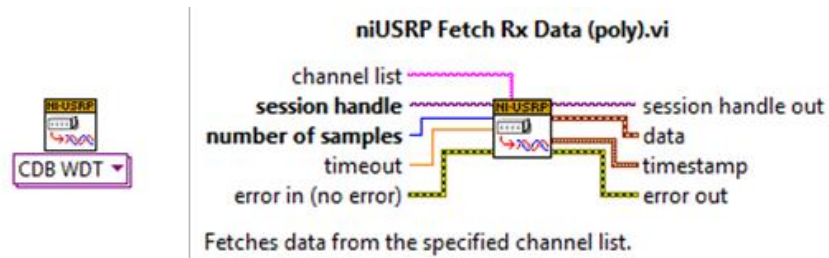 NI-USRP
CDB WDT
niUSRP Fetch Rx Data (poly).vi
channel list
session handle
number of samples
timeout
error in (no error)
NI-USRP
session handle out
data
timestamp
error out
Fetches data from the specified channel list.